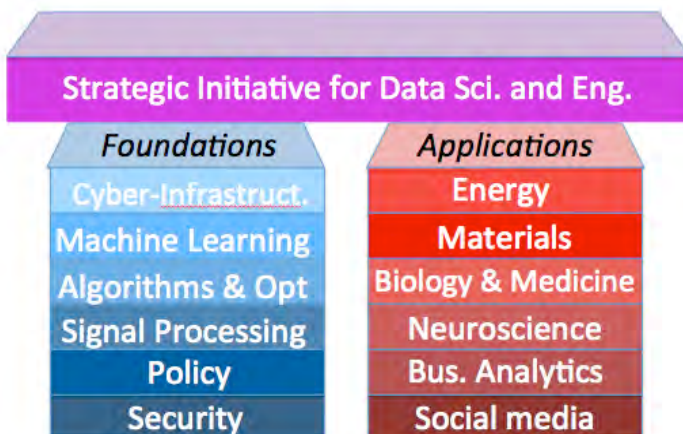 Strategic Initiative for Data Sci. and Eng.
Foundations
Cyber-Infrastruct.
Machine Learning
Algorithms & Opt
Signal Processing
Policy
Security
Applications
Energy
Materials
Biology & Medicine
Neuroscience
Bus. Analytics
Social media